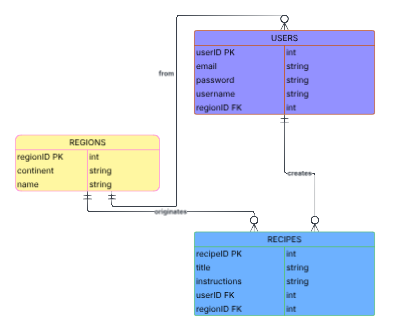 USERS
userID PK int
email string
password string
username string
regionID FK int
from
REGIONS
regionID PK int
continent string
name string
creates
originates
RECIPES
recipeID PK int
title string
instructions string
userID FK int
regionID FK int